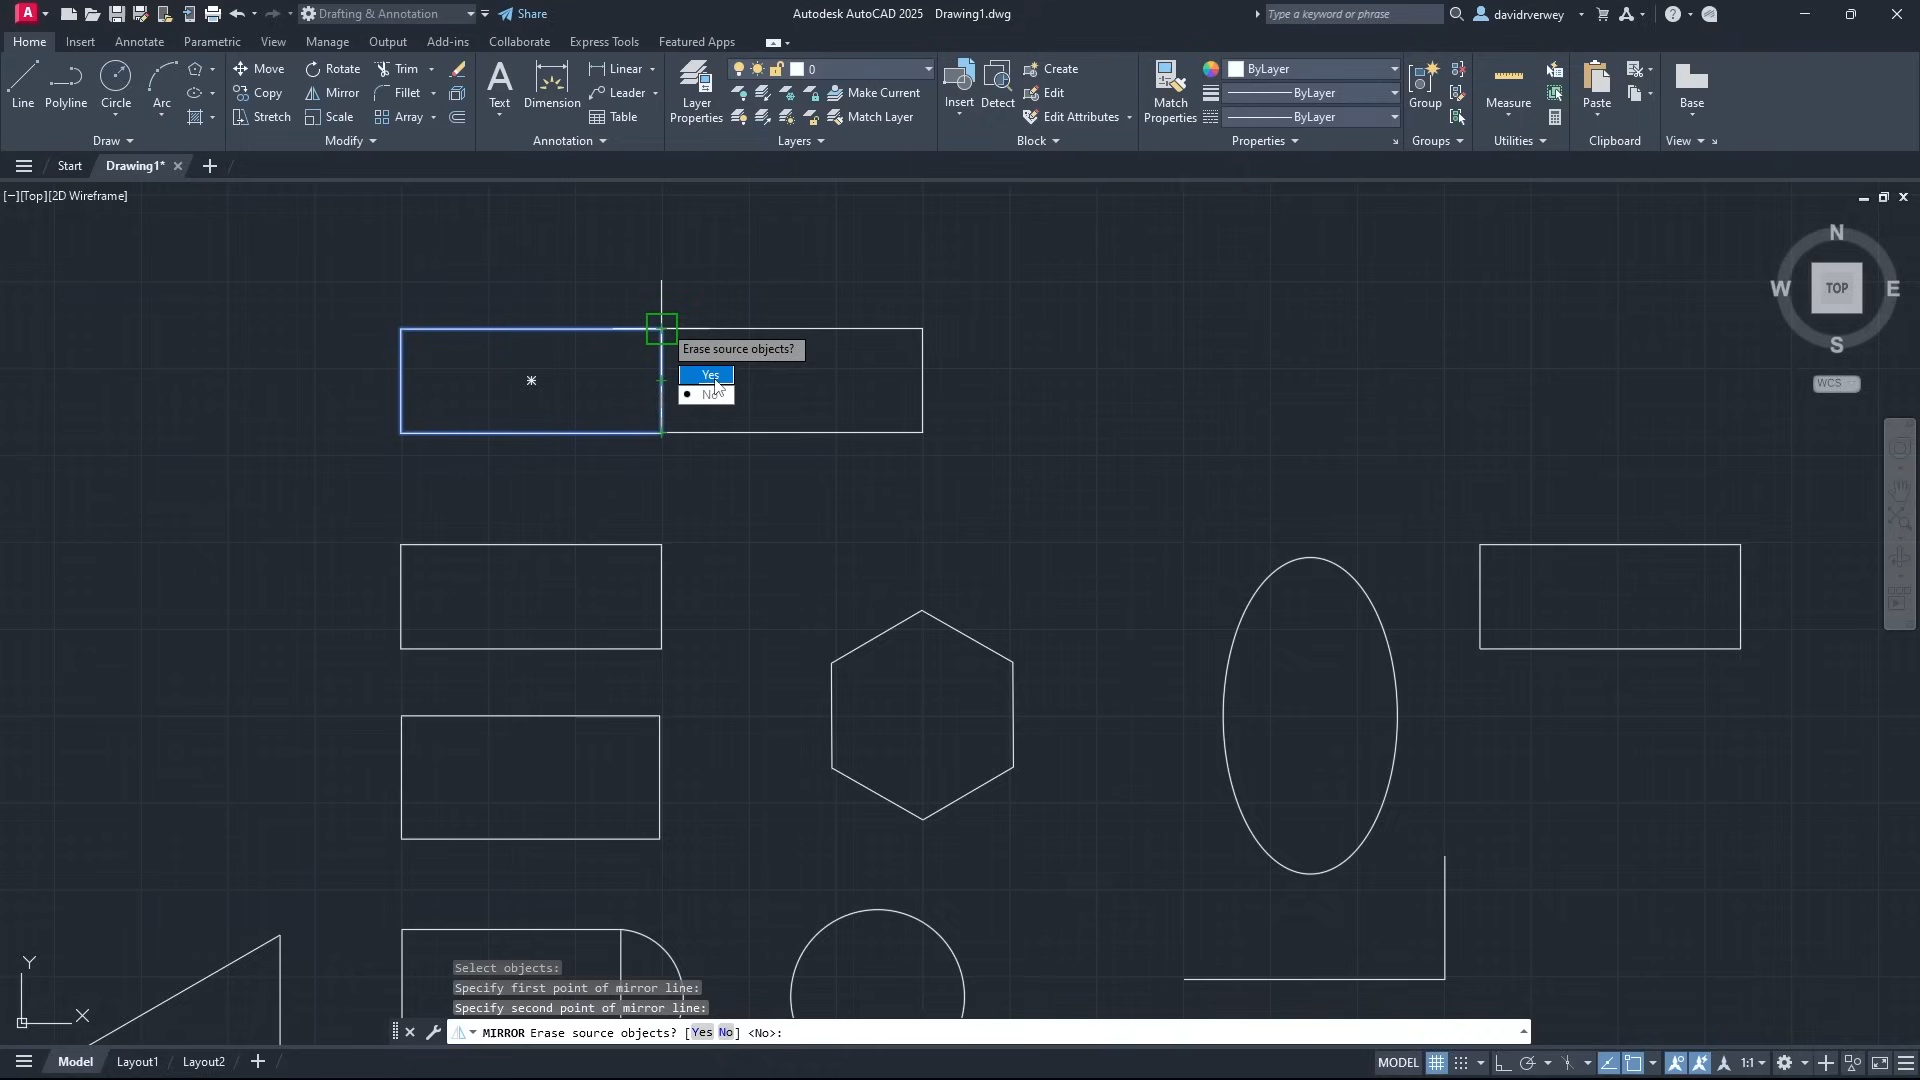 A Drafting & Annotation Share Autodesk AutoCAD 2025 Drawing1.dwg Type a keyword or phrase davidrverwey ?
Home Insert Annotate Parametric View Manage Output Add-ins Collaborate Express Tools Featured Apps
Move Rotate Trim Linear 0 Create ByLayer
Line Polyline Circle Arc Copy Mirror Fillet Text Dimension Leader Layer Properties Make Current Insert Detect Edit Match Properties ByLayer Group Measure Paste Base
Stretch Scale Array Table Match Layer Edit Attributes ByLayer
Draw Modify Annotation Layers Block Properties Groups Utilities Clipboard View
Start Drawing1* +
[−][Top][2D Wireframe]
N
W TOP E
S
WCS
Erase source objects?
Yes
No
Y
X
Select objects:
Specify first point of mirror line:
Specify second point of mirror line:
MIRROR Erase source objects? [Yes No] <No>:
Model Layout1 Layout2 + MODEL 1:1